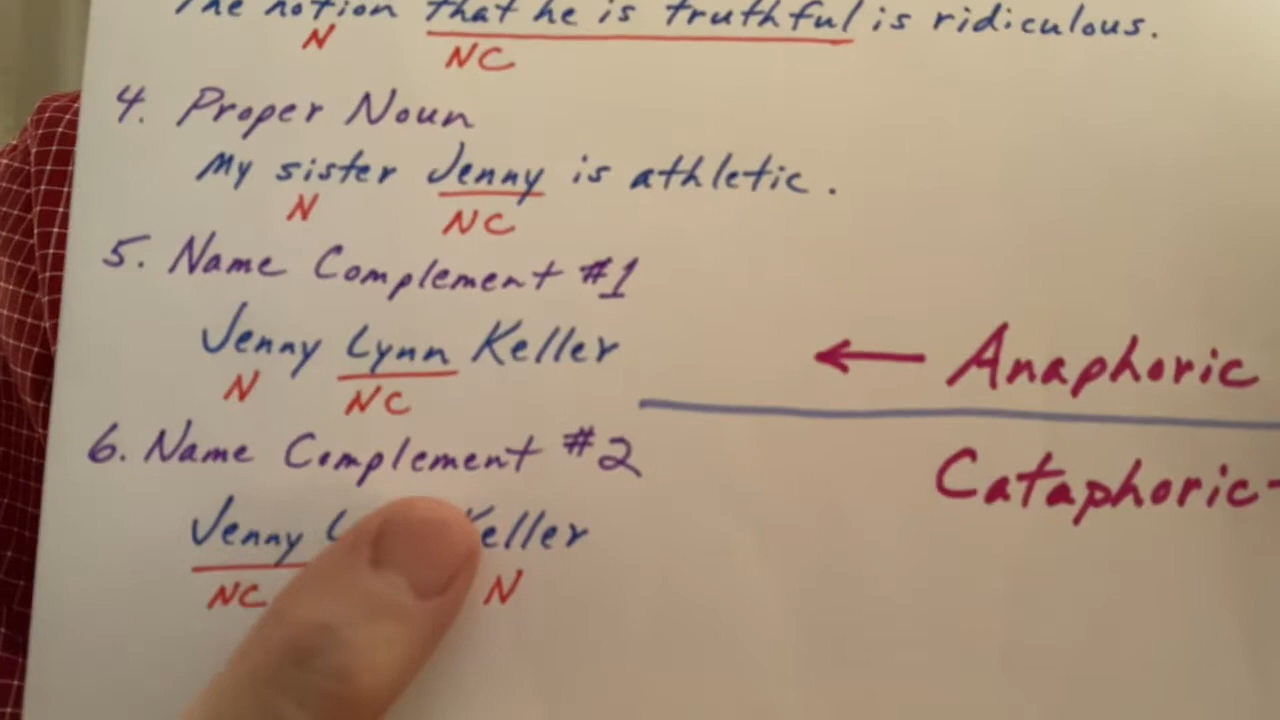 The notion that he is truthful is ridiculous.
N NC
4. Proper Noun
My sister Jenny is athletic.
N NC
5. Name Complement #1
Jenny Lynn Keller
N NC
6. Name Complement #2
Jenny Keller
NC N
← Anaphoric
Cataphoric